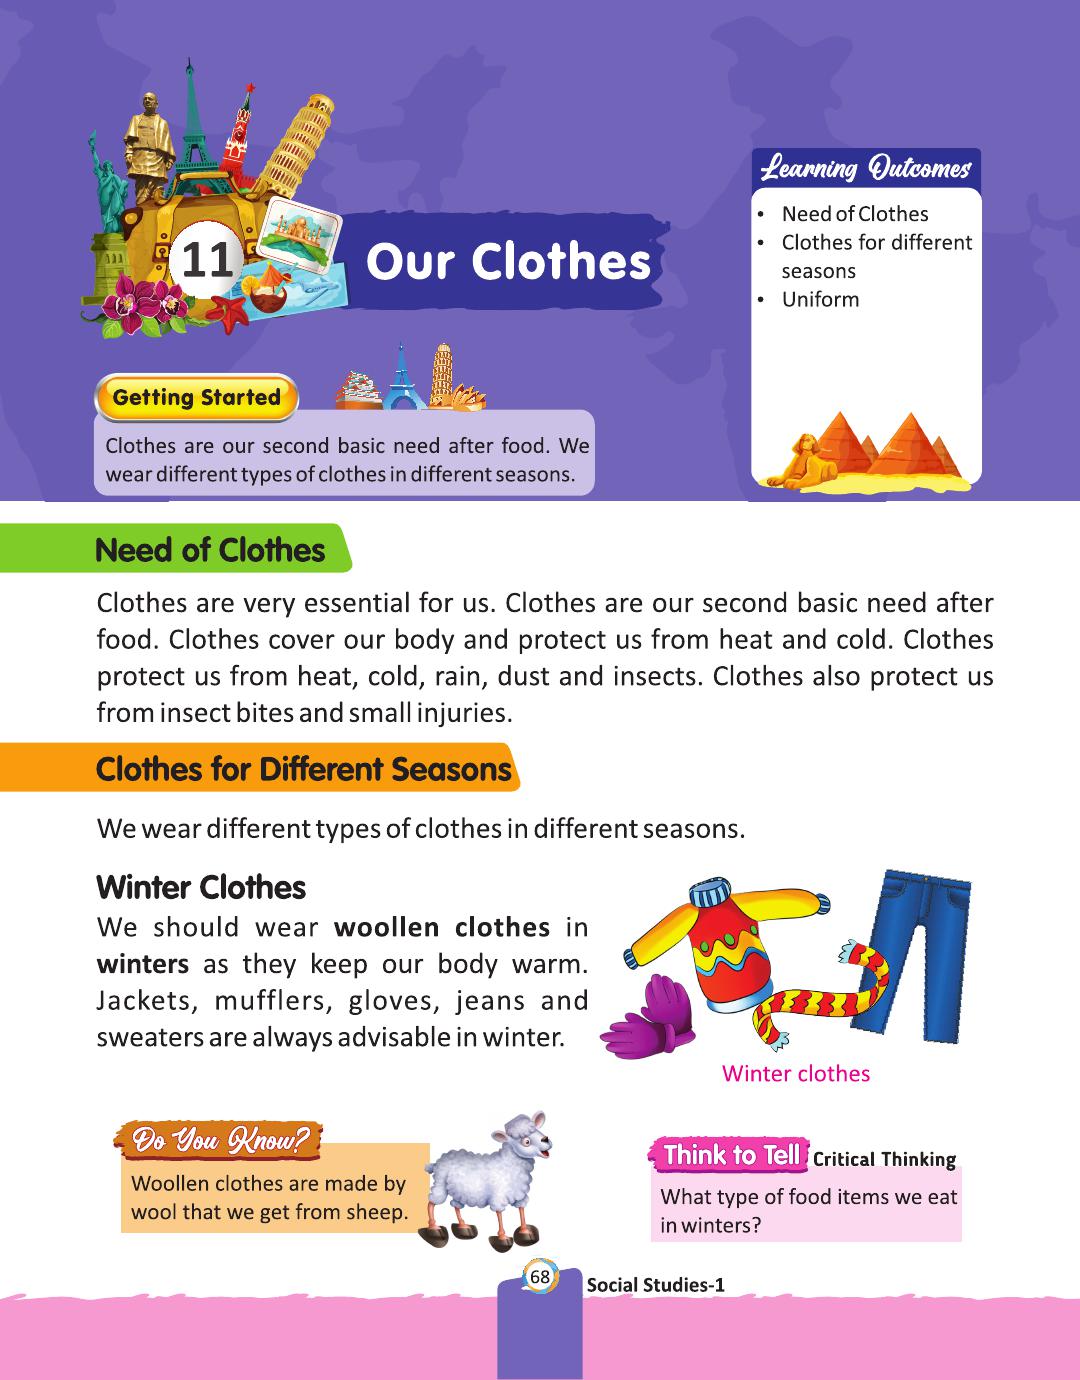 11
Our Clothes
Learning Outcomes
• Need of Clothes
• Clothes for different
seasons
• Uniform
Getting Started
Clothes are our second basic need after food. We
wear different types of clothes in different seasons.
Need of Clothes
Clothes are very essential for us. Clothes are our second basic need after
food. Clothes cover our body and protect us from heat and cold. Clothes
protect us from heat, cold, rain, dust and insects. Clothes also protect us
from insect bites and small injuries.
Clothes for Different Seasons
We wear different types of clothes in different seasons.
Winter Clothes
We should wear woollen clothes in
winters as they keep our body warm.
Jackets, mufflers, gloves, jeans and
sweaters are always advisable in winter.
Winter clothes
Do You Know?
Woollen clothes are made by
wool that we get from sheep.
Think to Tell Critical Thinking
What type of food items we eat
in winters?
68
Social Studies-1